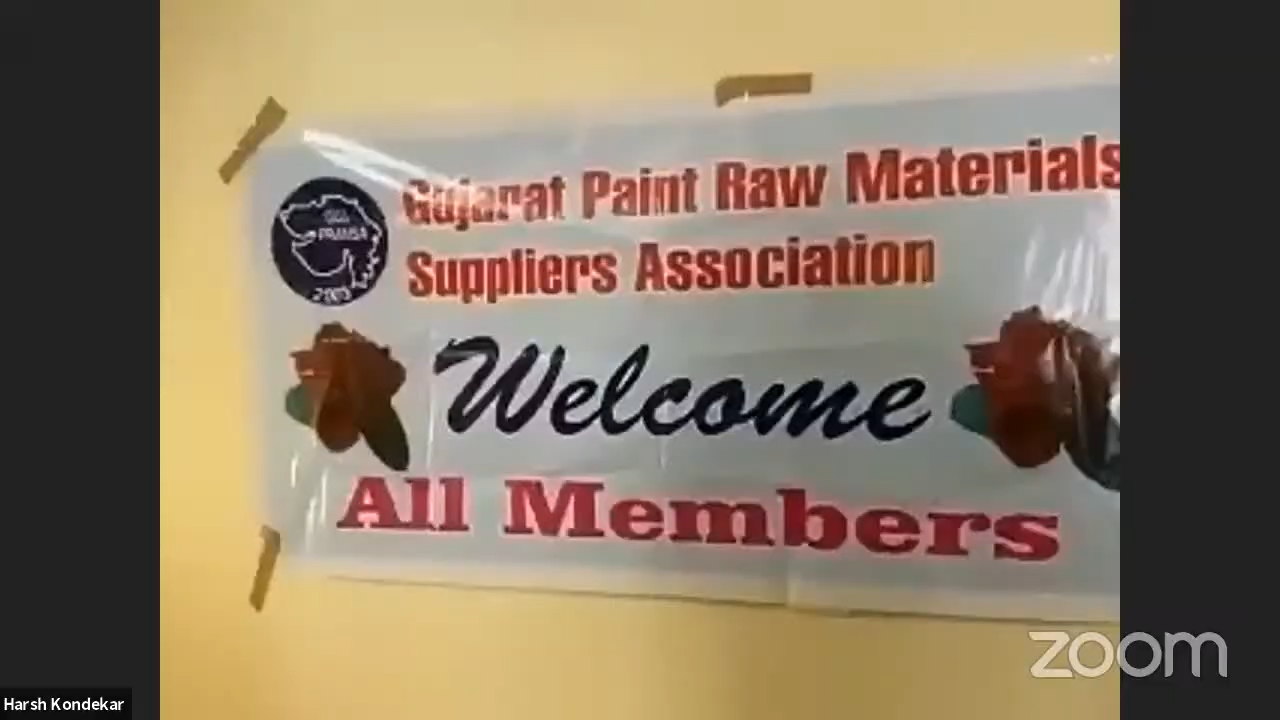 Gujarat Paint Raw Materials
Suppliers Association
Welcome
All Members
zoom
Harsh Kondekar